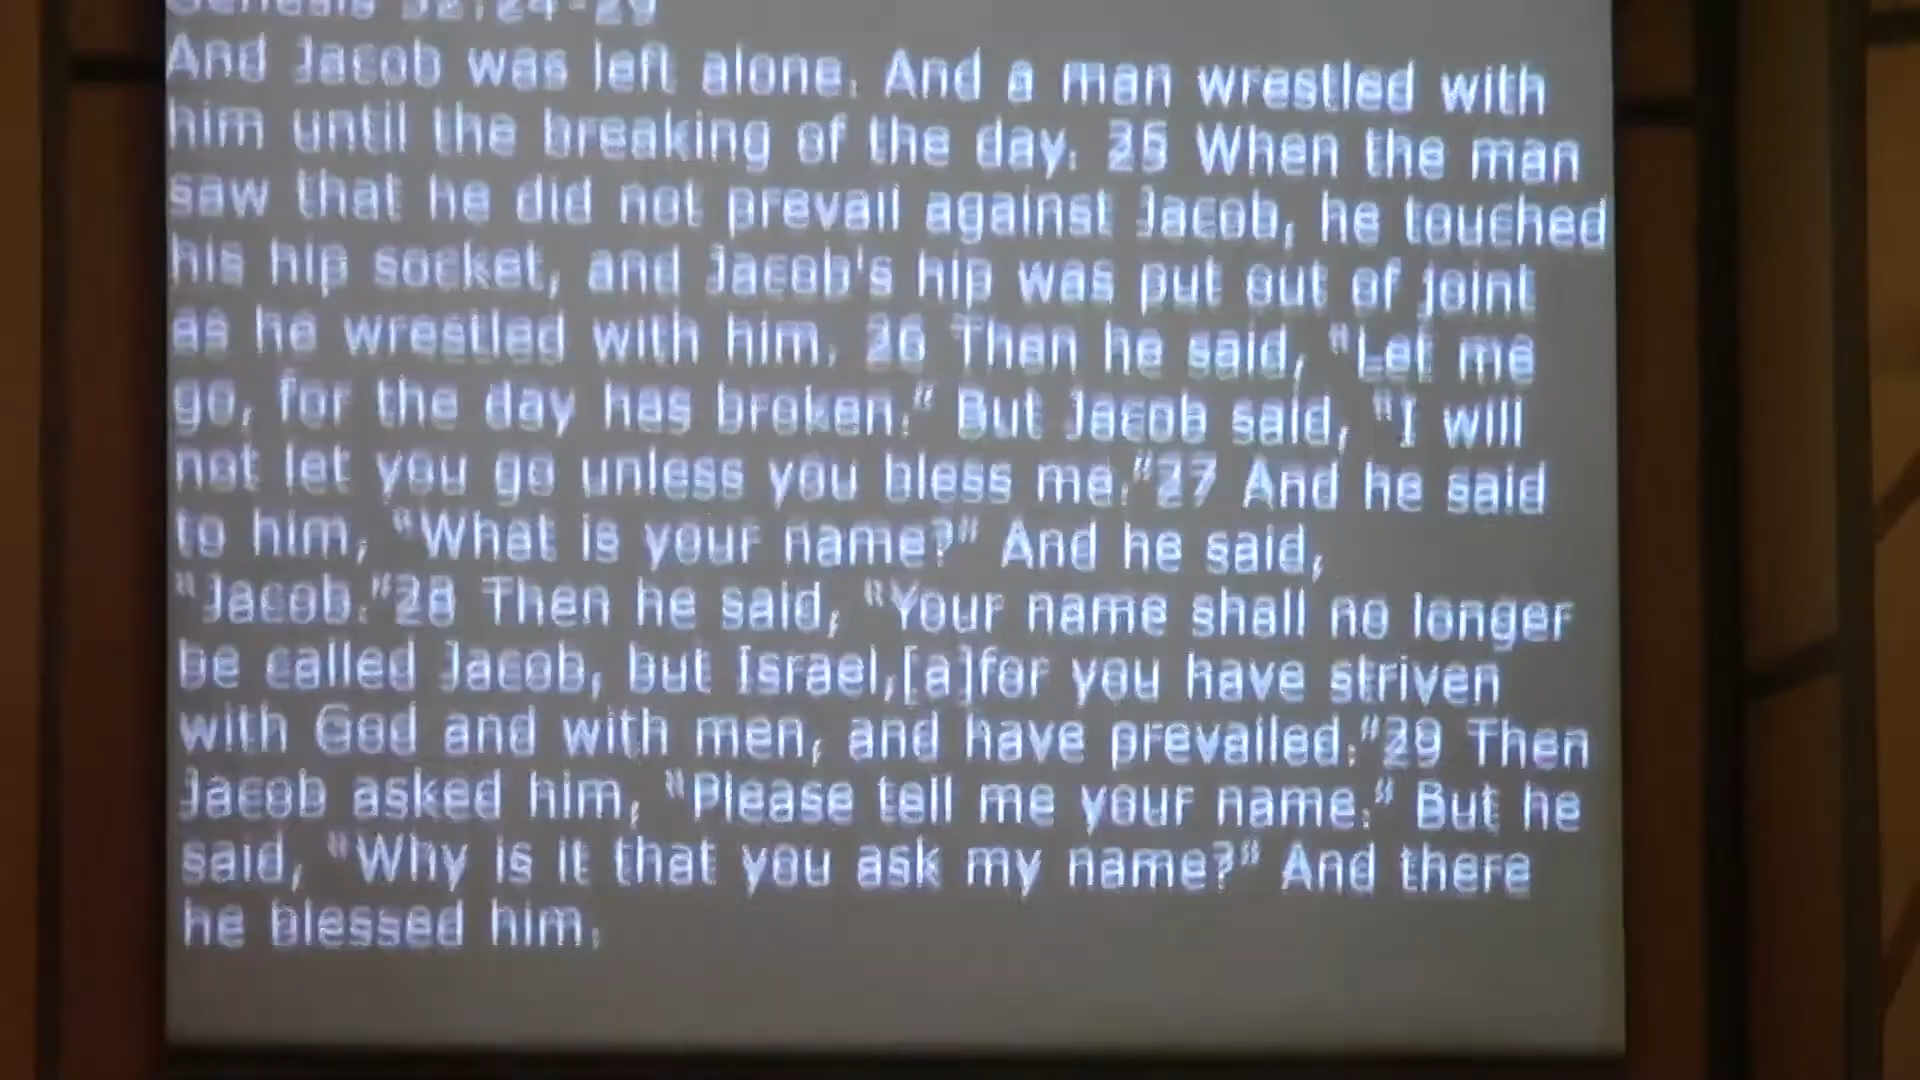 Genesis 32:24-29
And Jacob was left alone. And a man wrestled with
him until the breaking of the day. 25 When the man
saw that he did not prevail against Jacob, he touched
his hip socket, and Jacob's hip was put out of joint
as he wrestled with him. 26 Then he said, "Let me
go, for the day has broken." But Jacob said, "I will
not let you go unless you bless me."27 And he said
to him, "What is your name?" And he said,
"Jacob."28 Then he said, "Your name shall no longer
be called Jacob, but Israel,[a]for you have striven
with God and with men, and have prevailed."29 Then
Jacob asked him, "Please tell me your name." But he
said, "Why is it that you ask my name?" And there
he blessed him.